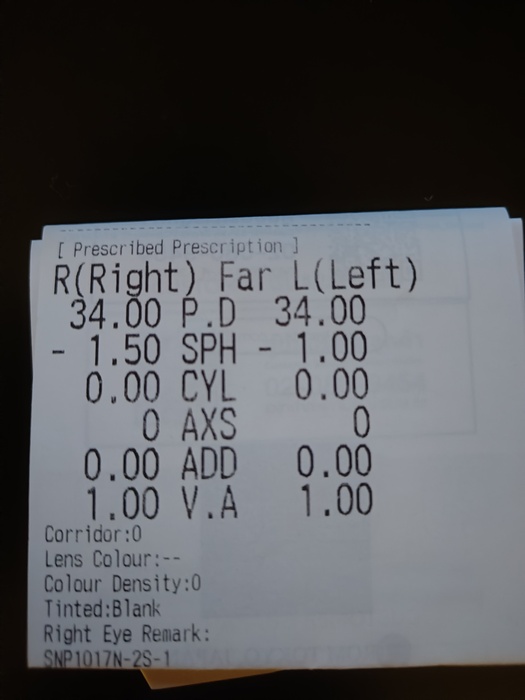 [ Prescribed Prescription ]
R(Right) Far L(Left)
34.00 P.D 34.00
- 1.50 SPH - 1.00
0.00 CYL 0.00
0 AXS 0
0.00 ADD 0.00
1.00 V.A 1.00
Corridor:0
Lens Colour:--
Colour Density:0
Tinted:Blank
Right Eye Remark:
SNP1017N-2S-1